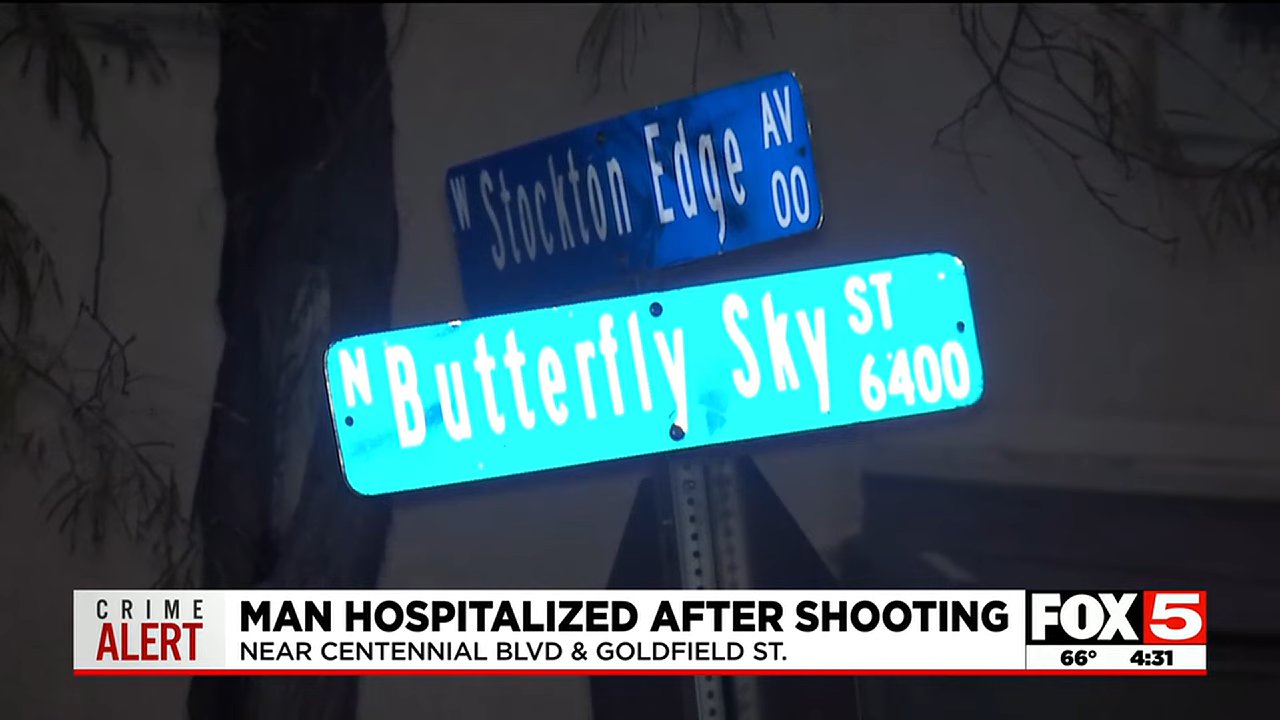 W Stockton Edge AV
00
N Butterfly Sky ST
6400
CRIME
ALERT
MAN HOSPITALIZED AFTER SHOOTING
NEAR CENTENNIAL BLVD & GOLDFIELD ST.
FOX 5
66° 4:31